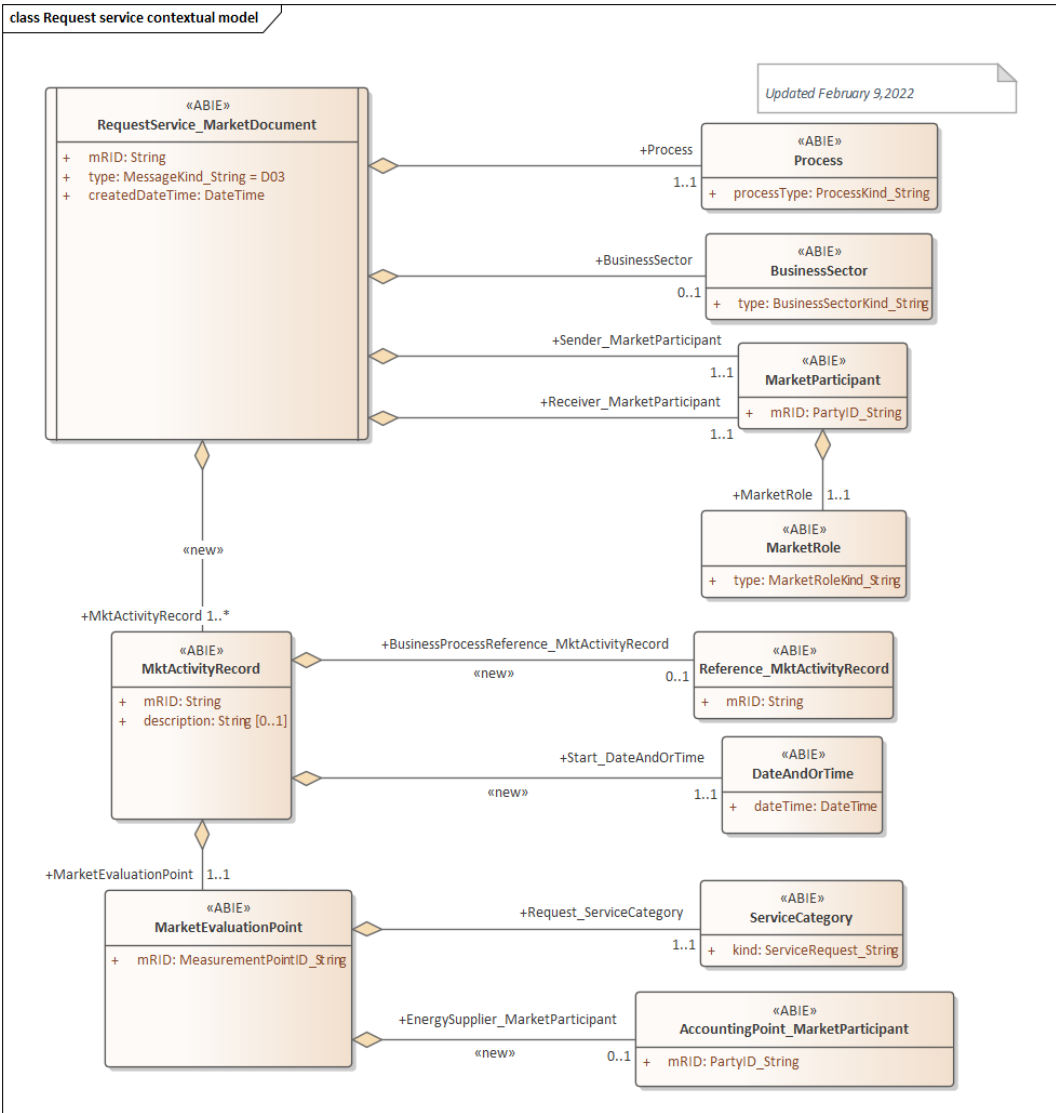 class Request service contextual model
Updated February 9,2022
«ABIE»
RequestService_MarketDocument
+ mRID: String
+ type: MessageKind_String = D03
+ createdDateTime: DateTime
+Process
1..1
«ABIE»
Process
+ processType: ProcessKind_String
+BusinessSector
0..1
«ABIE»
BusinessSector
+ type: BusinessSectorKind_String
+Sender_MarketParticipant
1..1
+Receiver_MarketParticipant
1..1
«ABIE»
MarketParticipant
+ mRID: PartyID_String
+MarketRole 1..1
«ABIE»
MarketRole
+ type: MarketRoleKind_String
«new»
+MktActivityRecord 1..*
«ABIE»
MktActivityRecord
+ mRID: String
+ description: String [0..1]
+BusinessProcessReference_MktActivityRecord
«new»
0..1
«ABIE»
Reference_MktActivityRecord
+ mRID: String
+Start_DateAndOrTime
«new»
1..1
«ABIE»
DateAndOrTime
+ dateTime: DateTime
+MarketEvaluationPoint 1..1
«ABIE»
MarketEvaluationPoint
+ mRID: MeasurementPointID_String
+Request_ServiceCategory
1..1
«ABIE»
ServiceCategory
+ kind: ServiceRequest_String
+EnergySupplier_MarketParticipant
«new»
0..1
«ABIE»
AccountingPoint_MarketParticipant
+ mRID: PartyID_String